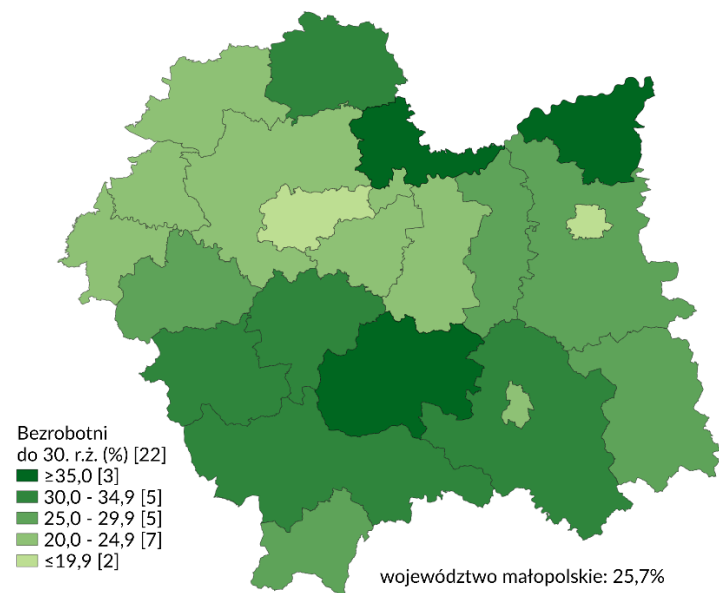 Bezrobotni
do 30. r.ż. (%) [22]
≥35,0 [3]
30,0 - 34,9 [5]
25,0 - 29,9 [5]
20,0 - 24,9 [7]
≤19,9 [2]
województwo małopolskie: 25,7%